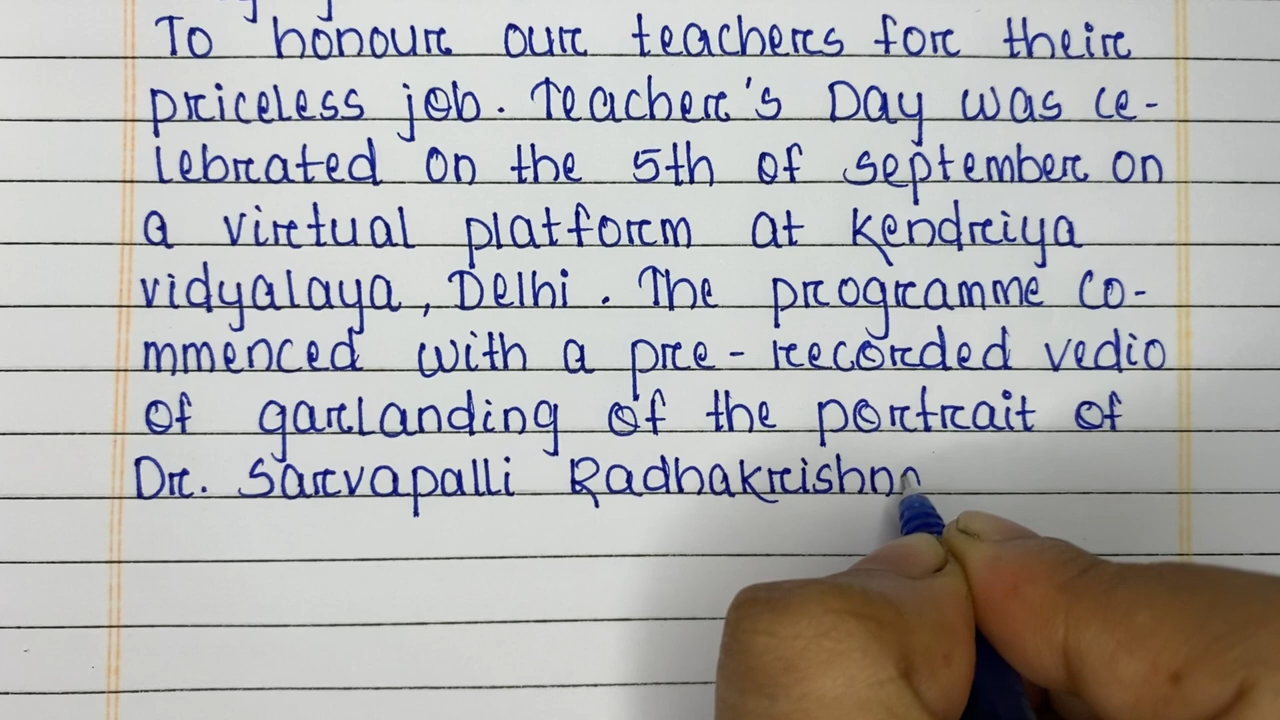 To honour our teachers for their
priceless job. Teacher's Day was ce-
lebrated on the 5th of september on
a virtual platform at Kendriya
vidyalaya, Delhi. The programme co-
mmenced with a pre-recorded vedio
of garlanding of the portrait of
Dr. Sarvapalli Radhakrishna